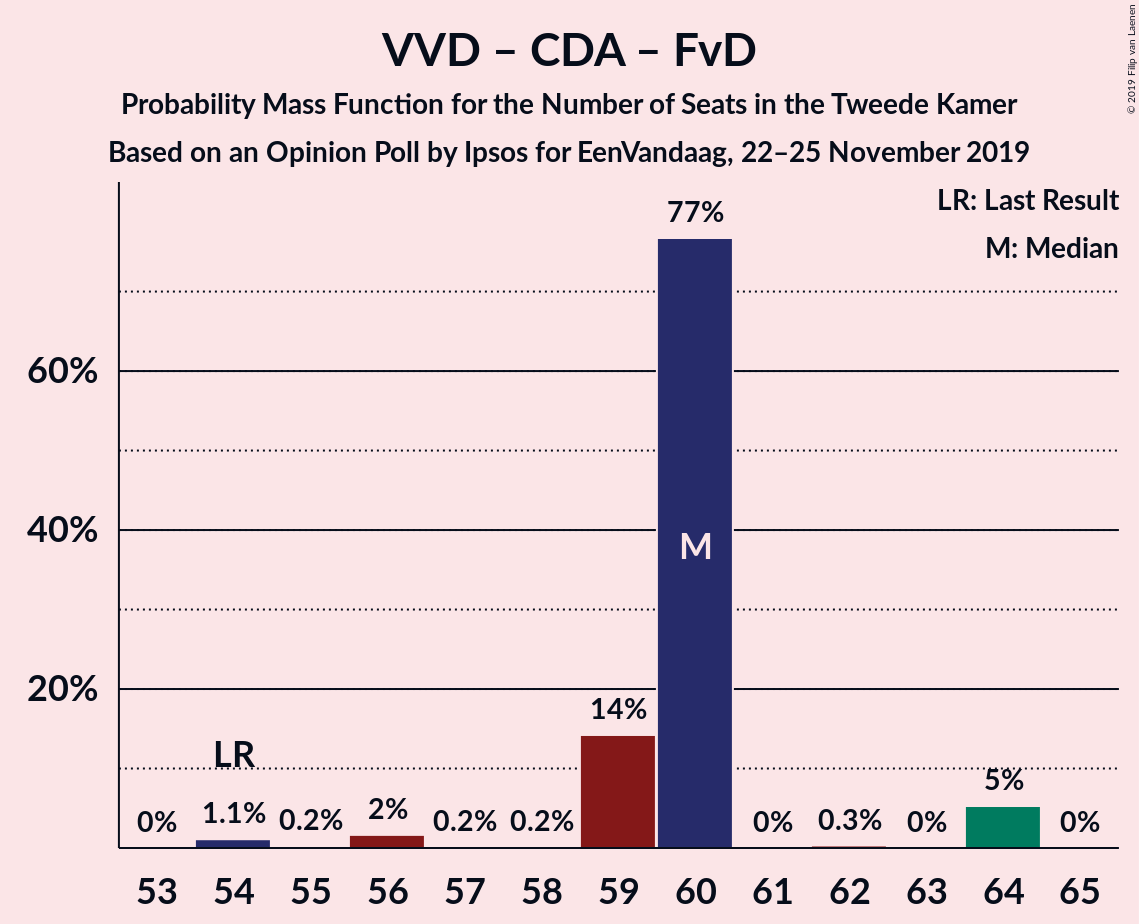 VVD – CDA – FvD
Probability Mass Function for the Number of Seats in the Tweede Kamer
Based on an Opinion Poll by Ipsos for EenVandaag, 22–25 November 2019
© 2019 Filip van Laenen
LR: Last Result
M: Median
77%
60%
40%
M
20%
14%
LR
5%
0% 1.1% 0.2% 2% 0.2% 0.2% 0% 0.3% 0% 0%
53 54 55 56 57 58 59 60 61 62 63 64 65